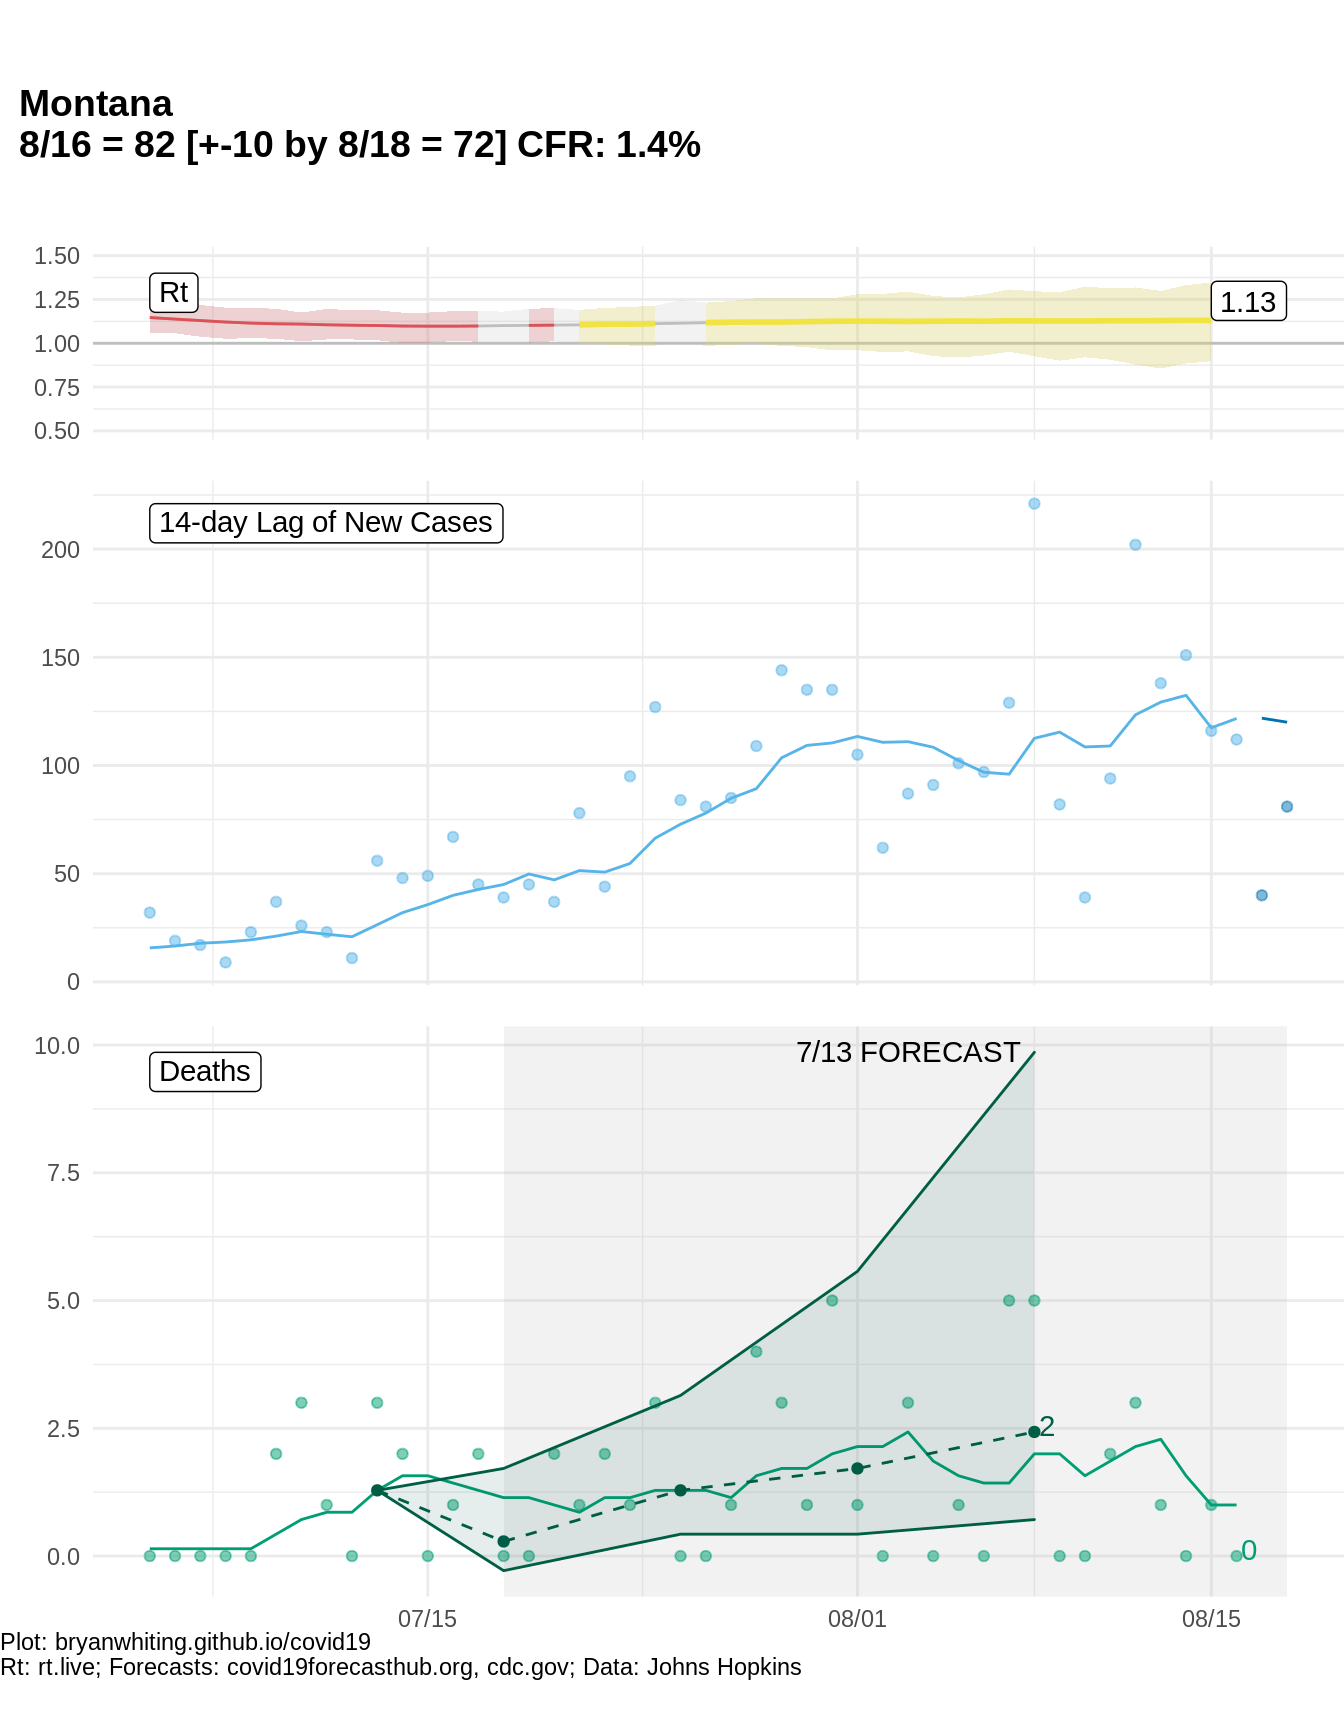 Montana
8/16 = 82 [+-10 by 8/18 = 72] CFR: 1.4%
1.50
1.25
1.00
0.75
0.50
Rt
1.13
14-day Lag of New Cases
200
150
100
50
0
10.0
7.5
5.0
2.5
0.0
Deaths
7/13 FORECAST
2
0
07/15
08/01
08/15
Plot: bryanwhiting.github.io/covid19
Rt: rt.live; Forecasts: covid19forecasthub.org, cdc.gov; Data: Johns Hopkins